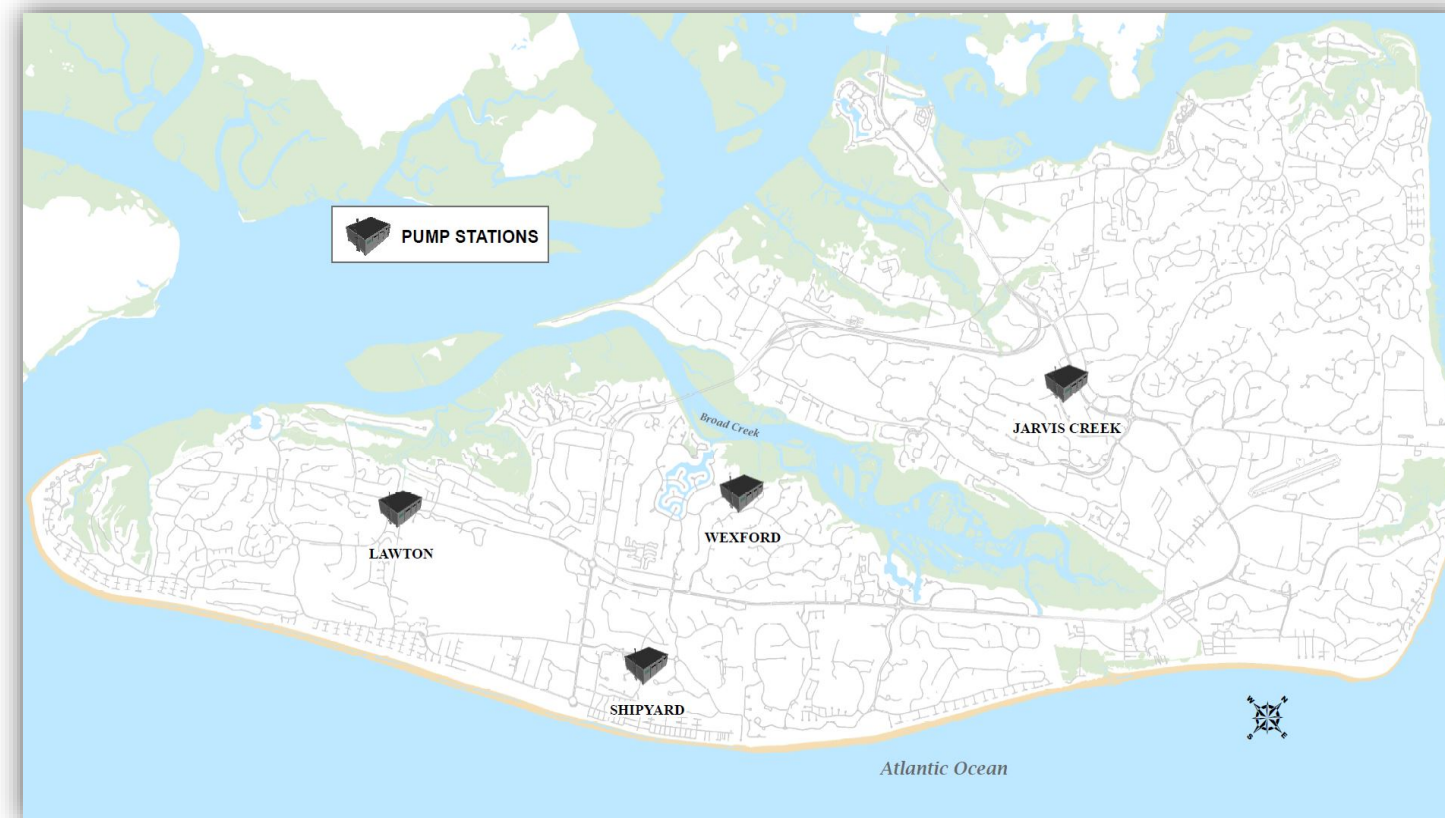 PUMP STATIONS
Broad Creek
JARVIS CREEK
WEXFORD
LAWTON
SHIPYARD
W N
S E
Atlantic Ocean